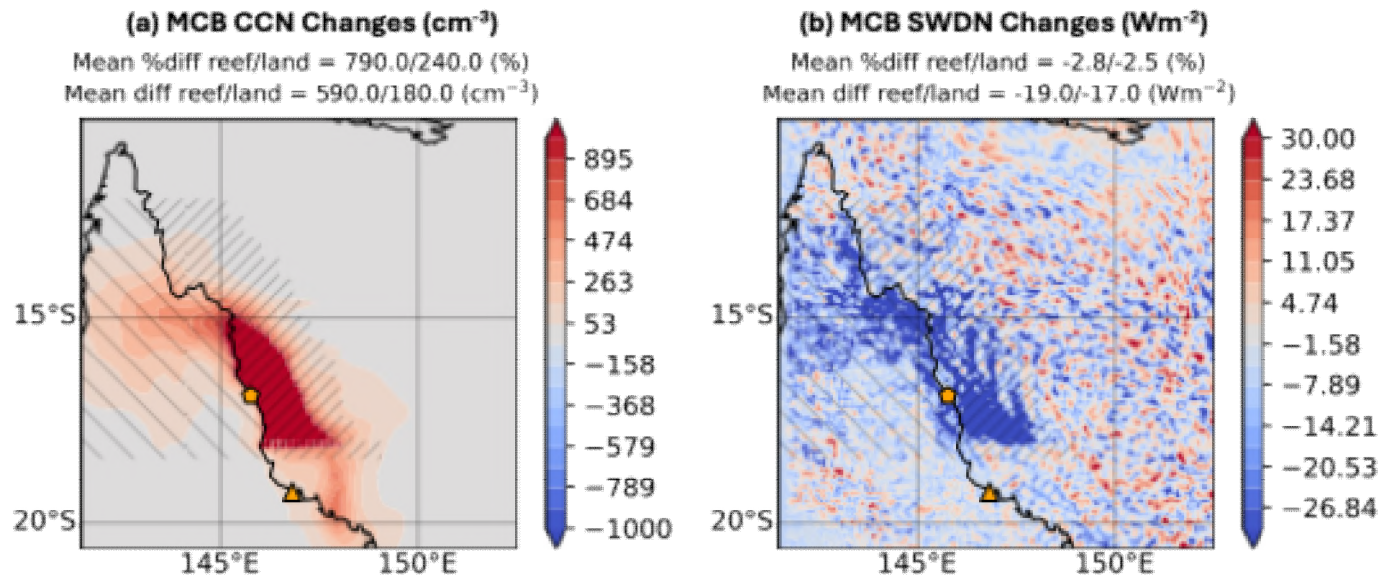 (a) MCB CCN Changes (cm⁻³)
Mean %diff reef/land = 790.0/240.0 (%)
Mean diff reef/land = 590.0/180.0 (cm⁻³)
895
684
474
263
53
−158
−368
−579
−789
−1000
15°S
20°S
145°E
150°E
(b) MCB SWDN Changes (Wm⁻²)
Mean %diff reef/land = -2.8/-2.5 (%)
Mean diff reef/land = -19.0/-17.0 (Wm⁻²)
30.00
23.68
17.37
11.05
4.74
−1.58
−7.89
−14.21
−20.53
−26.84
15°S
20°S
145°E
150°E